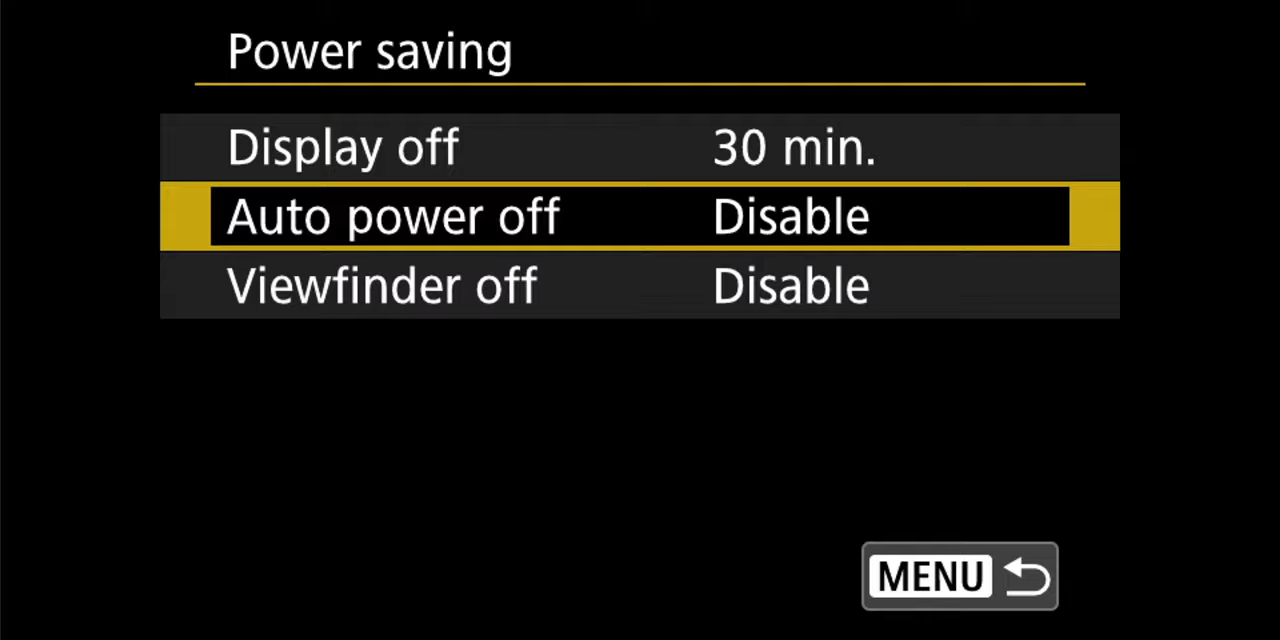 Power saving
Display off 30 min.
Auto power off Disable
Viewfinder off Disable
MENU